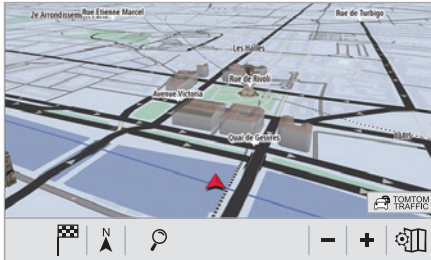 2e Arrondissem
Rue Étienne Marcel
Rue de Turbigo
Les Halles
Rue de Rivoli
Avenue Victoria
Quai de Gesvres
TOMTOM
TRAFFIC
N